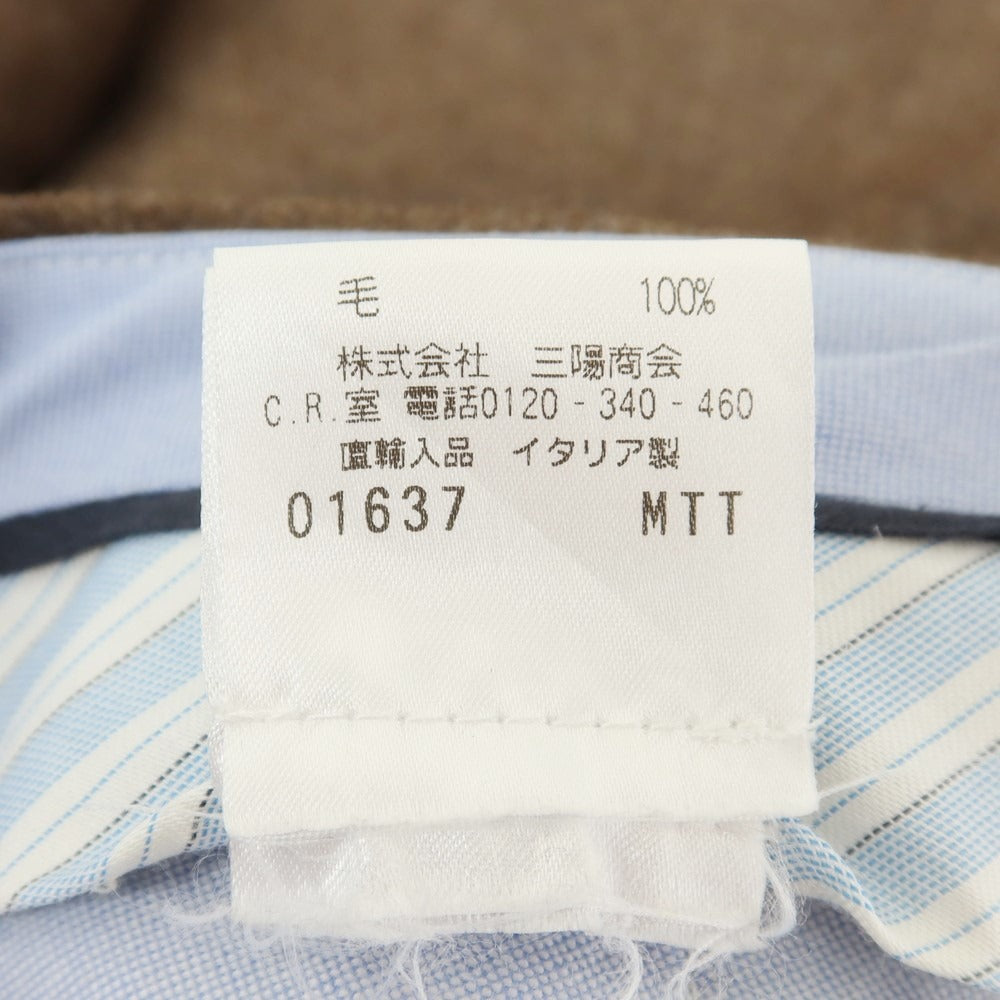 毛 100%
株式会社 三陽商会
C.R.室 電話0120-340-460
直輸入品 イタリア製
01637 MTT